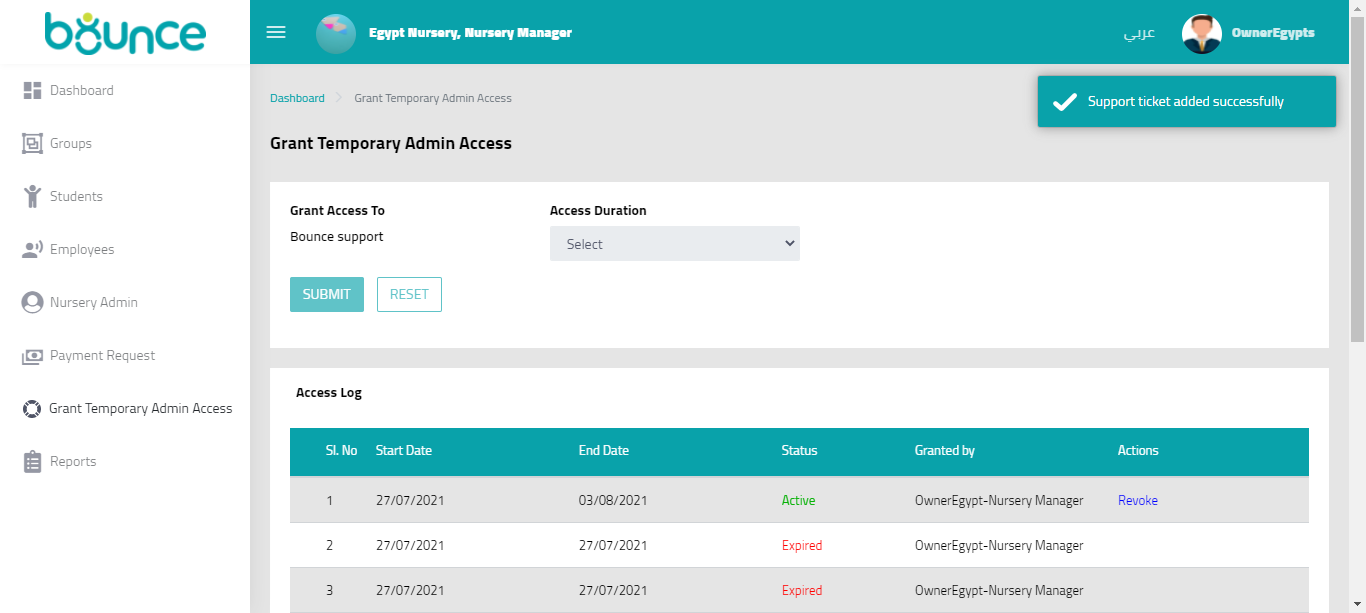 bounce
Egypt Nursery, Nursery Manager
عربي
OwnerEgypts
Dashboard
Groups
Students
Employees
Nursery Admin
Payment Request
Grant Temporary Admin Access
Reports
Dashboard > Grant Temporary Admin Access
Support ticket added successfully
Grant Temporary Admin Access
Grant Access To
Bounce support
Access Duration
Select
SUBMIT
RESET
Access Log
Sl. No Start Date End Date Status Granted by Actions
1 27/07/2021 03/08/2021 Active OwnerEgypt-Nursery Manager Revoke
2 27/07/2021 27/07/2021 Expired OwnerEgypt-Nursery Manager
3 27/07/2021 27/07/2021 Expired OwnerEgypt-Nursery Manager